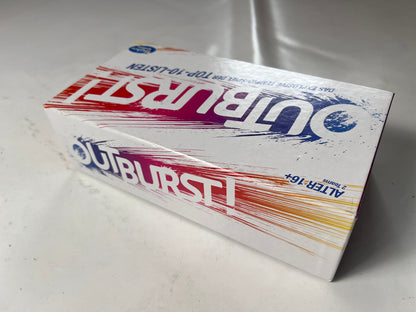 OUTBURST!
DAS EXPLOSIVE TEMPO-SPIEL DER TOP-10-LISTEN
OUTBURST!
ALTER 16+
2 Teams